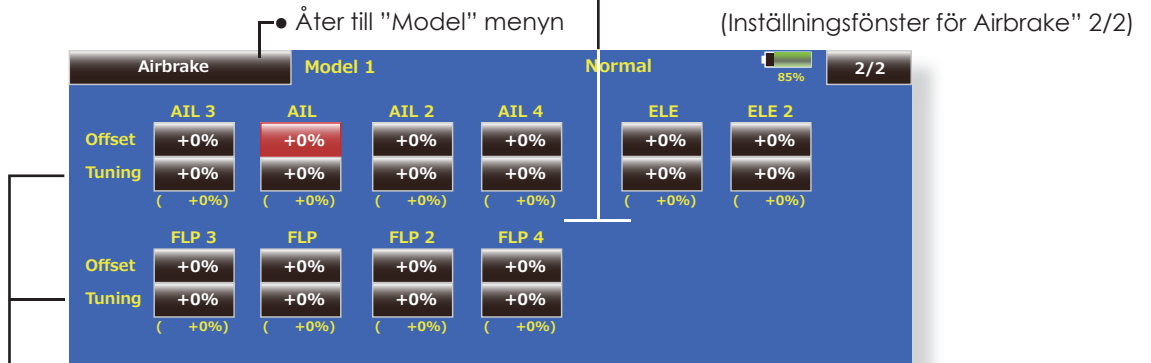 ● Åter till ”Model” menyn (Inställningsfönster för Airbrake” 2/2)
Airbrake Model 1 Normal 85% 2/2
AIL 3 AIL AIL 2 AIL 4 ELE ELE 2
Offset +0% +0% +0% +0% +0% +0%
Tuning +0% +0% +0% +0% +0% +0%
( +0%) ( +0%) ( +0%) ( +0%) ( +0%) ( +0%)
FLP 3 FLP FLP 2 FLP 4
Offset +0% +0% +0% +0%
Tuning +0% +0% +0% +0%
( +0%) ( +0%) ( +0%) ( +0%)